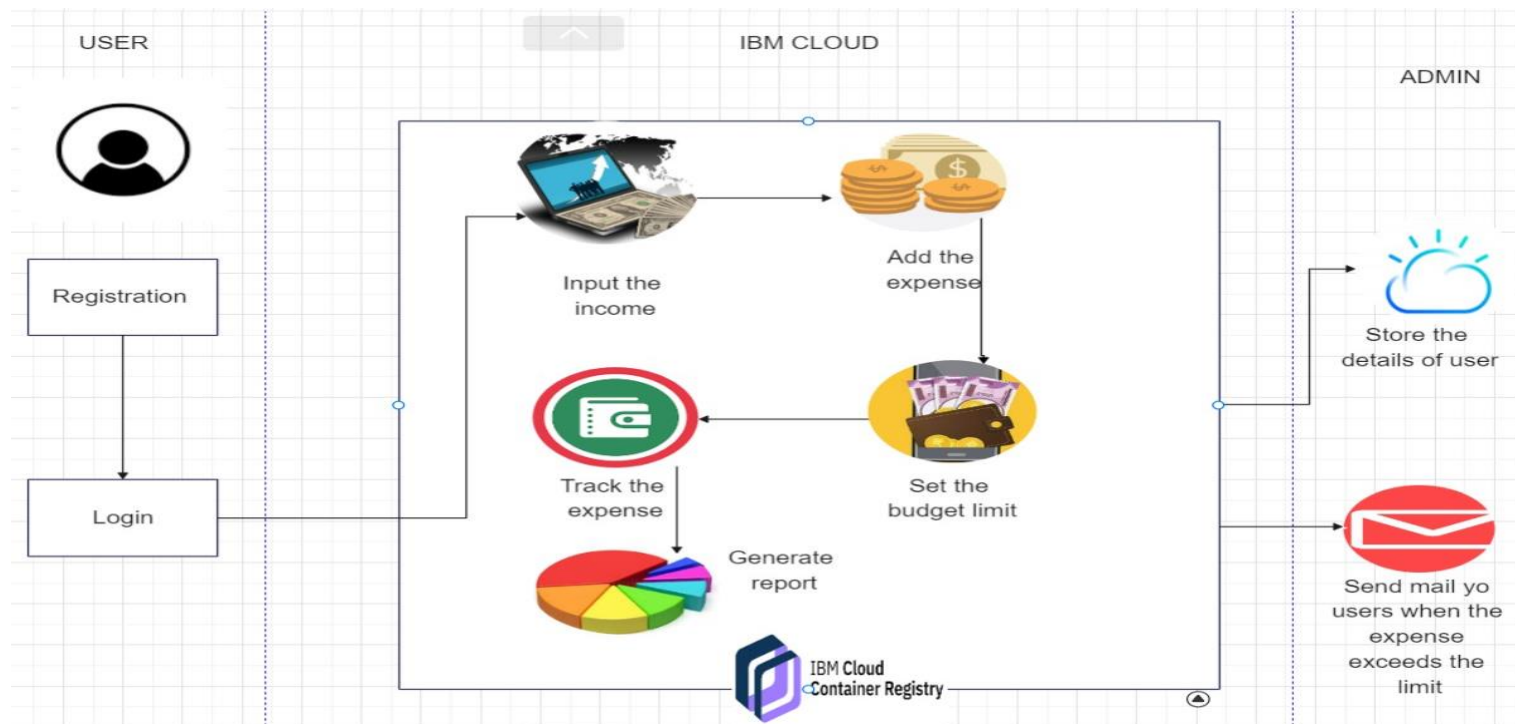 USER
IBM CLOUD
ADMIN
Registration
Login
Input the
income
Add the
expense
Set the
budget limit
Track the
expense
Generate
report
IBM Cloud
Container Registry
Store the
details of user
Send mail yo
users when the
expense
exceeds the
limit